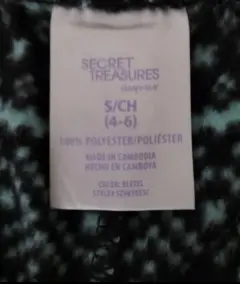 SECRET
TREASURES
sleepwear
S/CH
(4-6)
100% POLYESTER/POLIÉSTER
MADE IN CAMBODIA
HECHO EN CAMBOYA